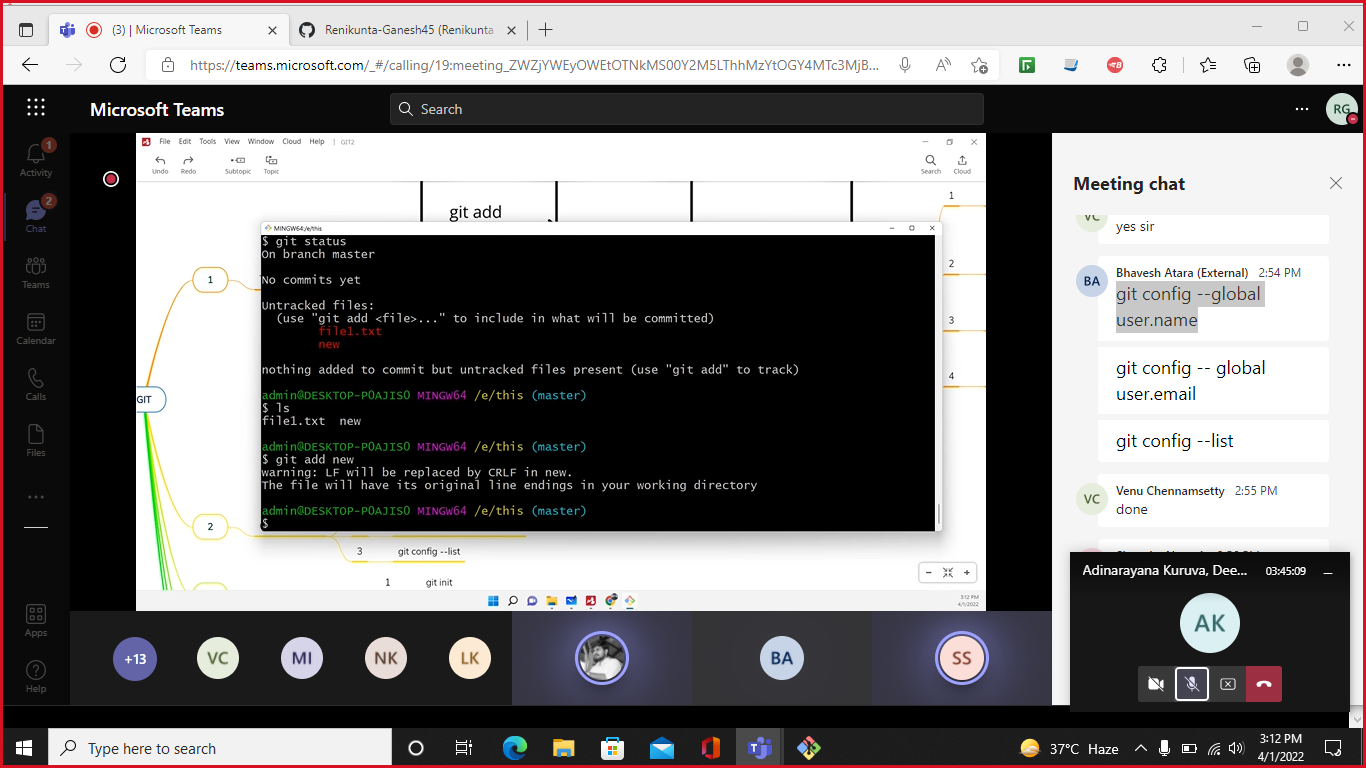 (3) | Microsoft Teams
Renikunta-Ganesh45 (Renikunta
https://teams.microsoft.com/_#/calling/19:meeting_ZWZjYWEyOWEtOTNkMS00Y2M5LThhMzYtOGY4MTc3MjB...
Microsoft Teams
Search
RG
Activity
1
Chat
2
Teams
Calendar
Calls
Files
Apps
Help
File Edit Tools View Window Cloud Help | GIT2
Undo Redo Subtopic Topic Search Cloud
git add
1
2
3
4
1
GIT
2
MINGW64:/e/this
$ git status
On branch master
No commits yet
Untracked files:
(use "git add <file>..." to include in what will be committed)
file1.txt
new
nothing added to commit but untracked files present (use "git add" to track)
admin@DESKTOP-POAJISO MINGW64 /e/this (master)
$ ls
file1.txt new
admin@DESKTOP-POAJISO MINGW64 /e/this (master)
$ git add new
warning: LF will be replaced by CRLF in new.
The file will have its original line endings in your working directory
admin@DESKTOP-POAJISO MINGW64 /e/this (master)
$
3 git config --list
1 git init
3:12 PM
4/1/2022
+13
VC
MI
NK
LK
BA
SS
Meeting chat
VC
yes sir
BA
Bhavesh Atara (External) 2:54 PM
git config --global
user.name
git config -- global
user.email
git config --list
VC
Venu Chennamsetty 2:55 PM
done
Adinarayana Kuruva, Dee... 03:45:09
AK
Type here to search
37°C Haze
3:12 PM
4/1/2022